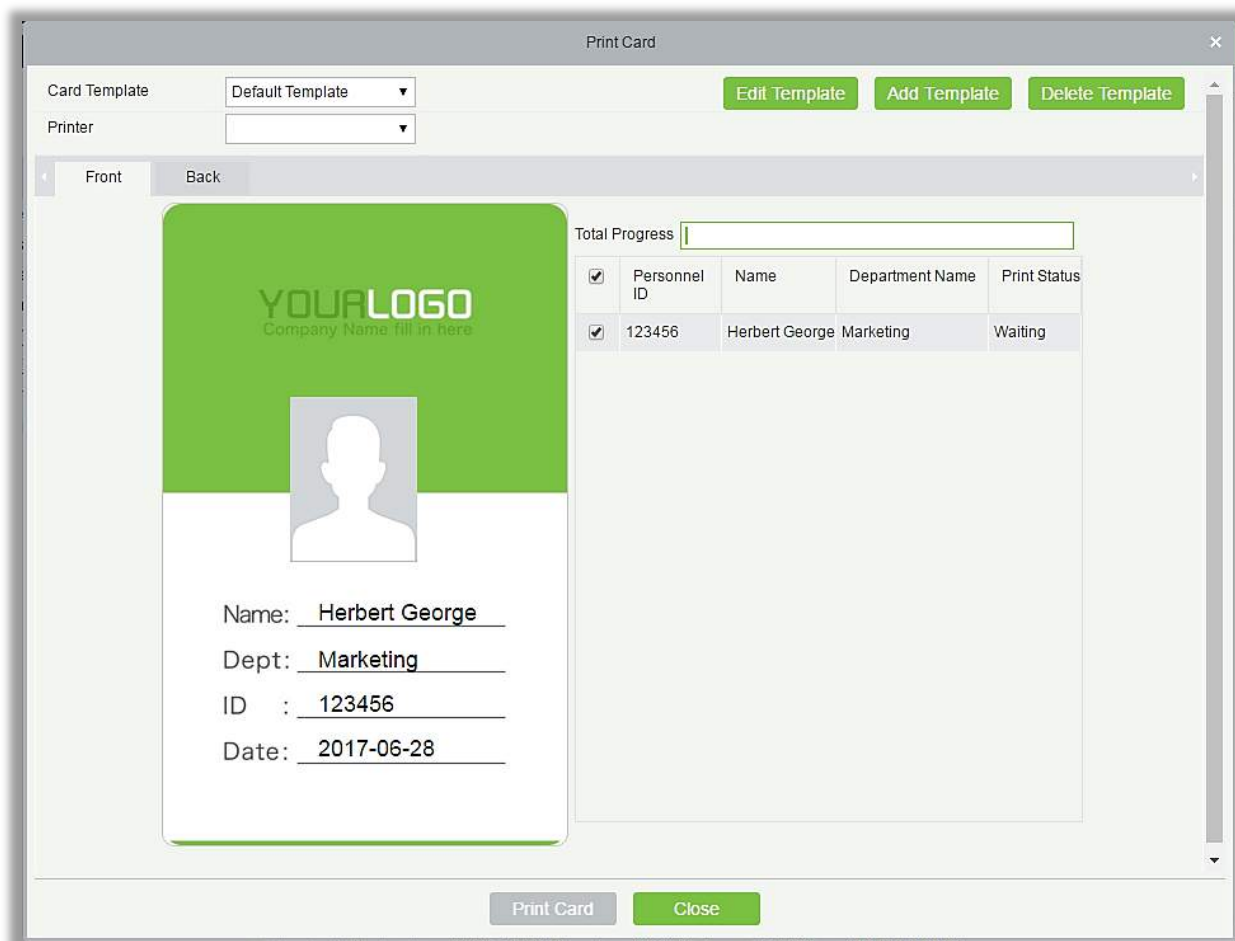 Print Card
Card Template
Default Template
Edit Template
Add Template
Delete Template
Printer
Front
Back
YOURLOGO
Company Name fill in here
Name: Herbert George
Dept: Marketing
ID : 123456
Date: 2017-06-28
Total Progress
Personnel ID Name Department Name Print Status
123456 Herbert George Marketing Waiting
Print Card
Close